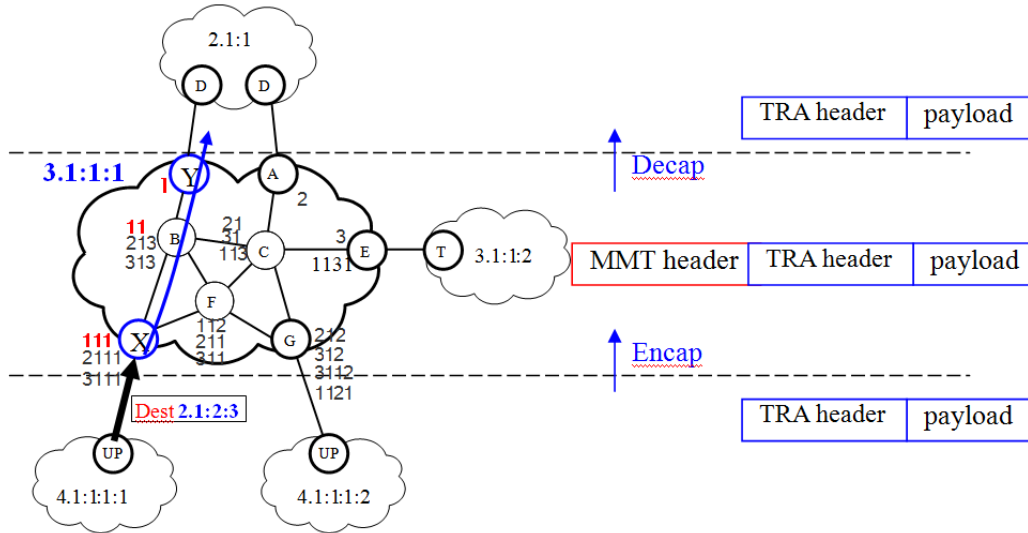 2.1:1
D
D
TRA header
payload
3.1:1:1
Y
A
Decap
1
2
11
213
313
B
21
31
113
C
3
1131
E
T
3.1:1:2
MMT header
TRA header
payload
F
112
211
311
111
2111
3111
X
G
212
312
3112
1121
Encap
Dest 2.1:2:3
TRA header
payload
UP
UP
4.1:1:1:1
4.1:1:1:2